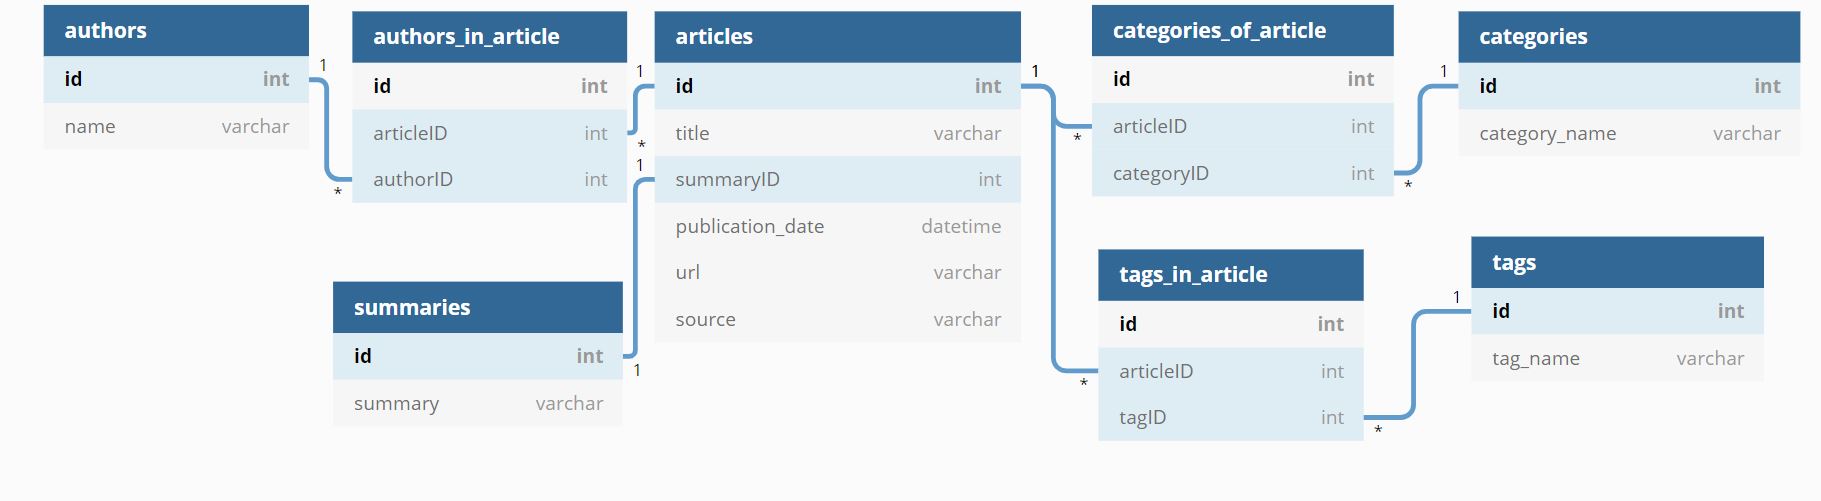 authors
id int
name varchar
1
*
authors_in_article
id int
articleID int
authorID int
1
*
1
summaries
id int
summary varchar
1
articles
id int
title varchar
summaryID int
publication_date datetime
url varchar
source varchar
1
*
*
categories_of_article
id int
articleID int
categoryID int
1
*
categories
id int
category_name varchar
tags_in_article
id int
articleID int
tagID int
1
*
tags
id int
tag_name varchar